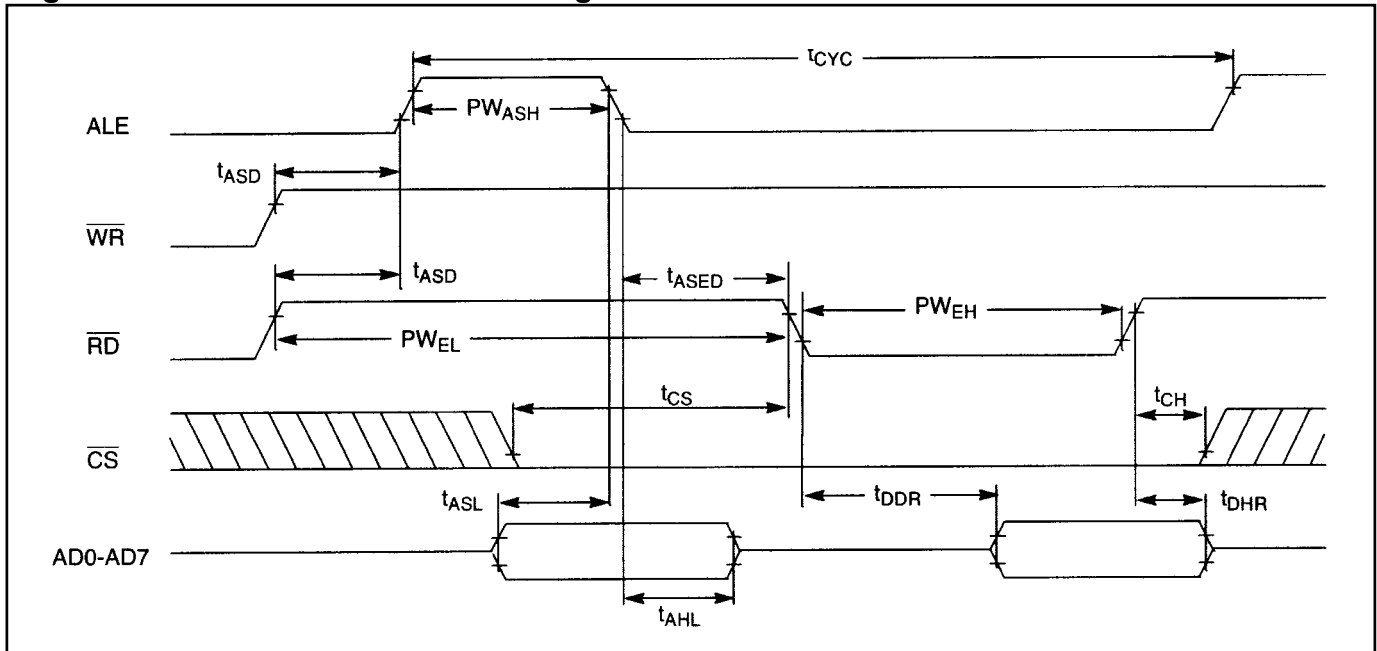 tCYC
ALE
PWASH
tASD
WR
tASD
tASED
RD
PWEL
PWEH
tCS
tCH
CS
tASL
tDDR
tDHR
AD0-AD7
tAHL